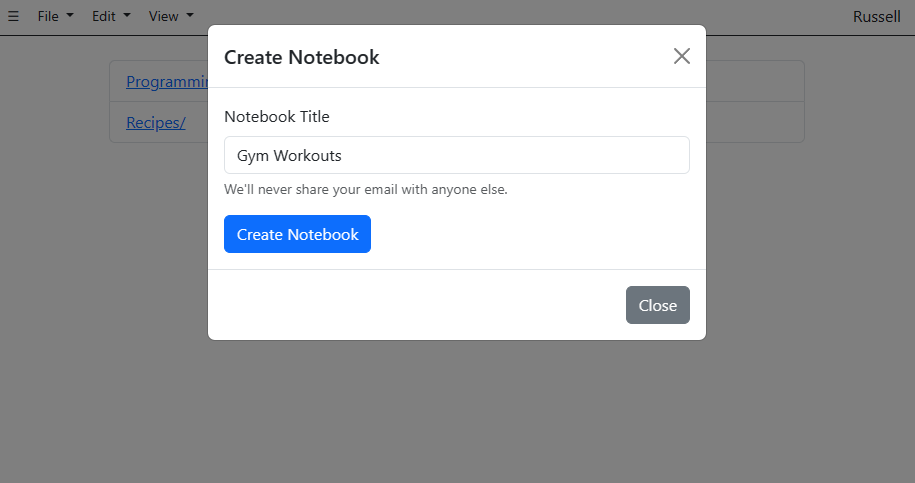 ☰ File Edit View Russell
Create Notebook
Notebook Title
Gym Workouts
We'll never share your email with anyone else.
Create Notebook
Close
Recipes/